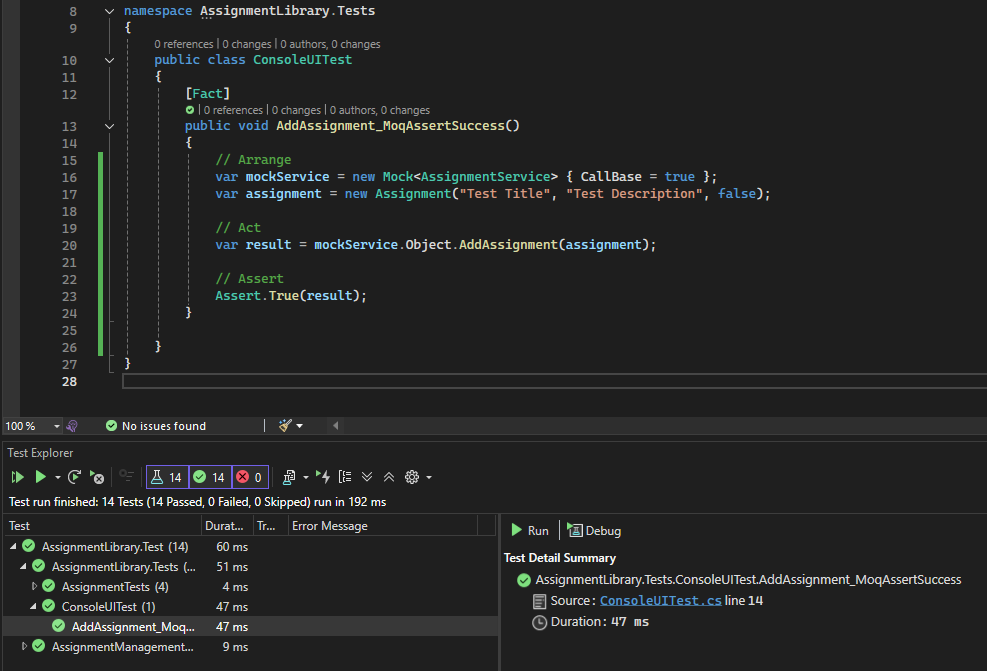 8 namespace AssignmentLibrary.Tests
9 {
0 references | 0 changes | 0 authors, 0 changes
10 public class ConsoleUITest
11 {
12 [Fact]
| 0 references | 0 changes | 0 authors, 0 changes
13 public void AddAssignment_MoqAssertSuccess()
14 {
15 // Arrange
16 var mockService = new Mock<AssignmentService> { CallBase = true };
17 var assignment = new Assignment("Test Title", "Test Description", false);
18
19 // Act
20 var result = mockService.Object.AddAssignment(assignment);
21
22 // Assert
23 Assert.True(result);
24 }
25
26 }
27 }
28
100 % No issues found
Test Explorer
14 14 0
Test run finished: 14 Tests (14 Passed, 0 Failed, 0 Skipped) run in 192 ms
Test Durat... Tr... Error Message
AssignmentLibrary.Test (14) 60 ms
AssignmentLibrary.Tests (... 51 ms
AssignmentTests (4) 4 ms
ConsoleUITest (1) 47 ms
AddAssignment_Moq... 47 ms
AssignmentManagement... 9 ms
Run Debug
Test Detail Summary
AssignmentLibrary.Tests.ConsoleUITest.AddAssignment_MoqAssertSuccess
Source: ConsoleUITest.cs line 14
Duration: 47 ms